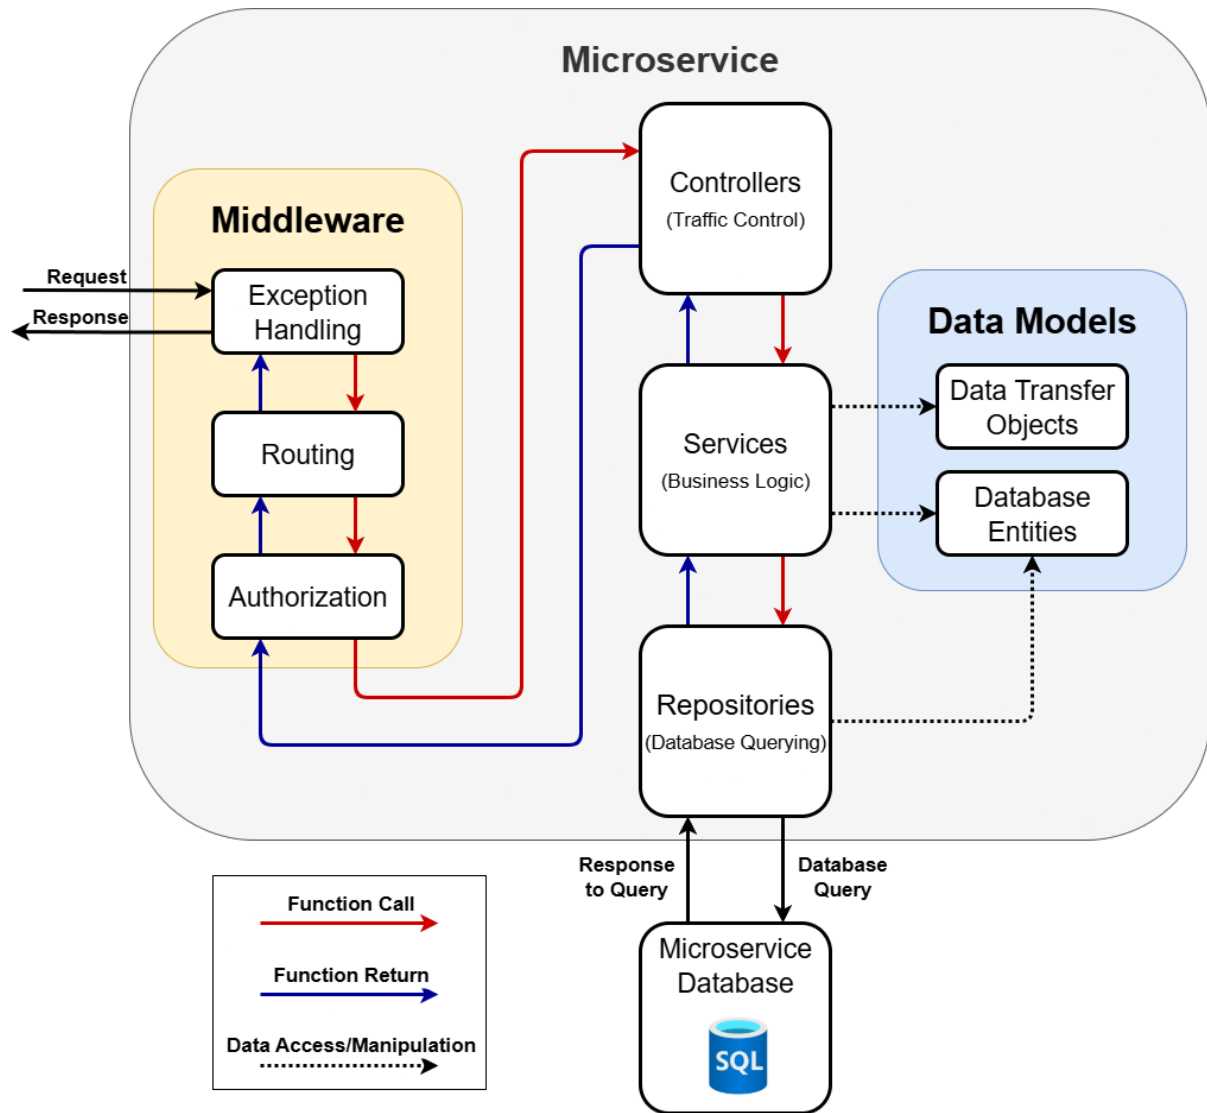 Microservice
Middleware
Request
Response
Exception
Handling
Routing
Authorization
Controllers
(Traffic Control)
Services
(Business Logic)
Repositories
(Database Querying)
Data Models
Data Transfer
Objects
Database
Entities
Response
to Query
Database
Query
Microservice
Database
SQL
Function Call
Function Return
Data Access/Manipulation